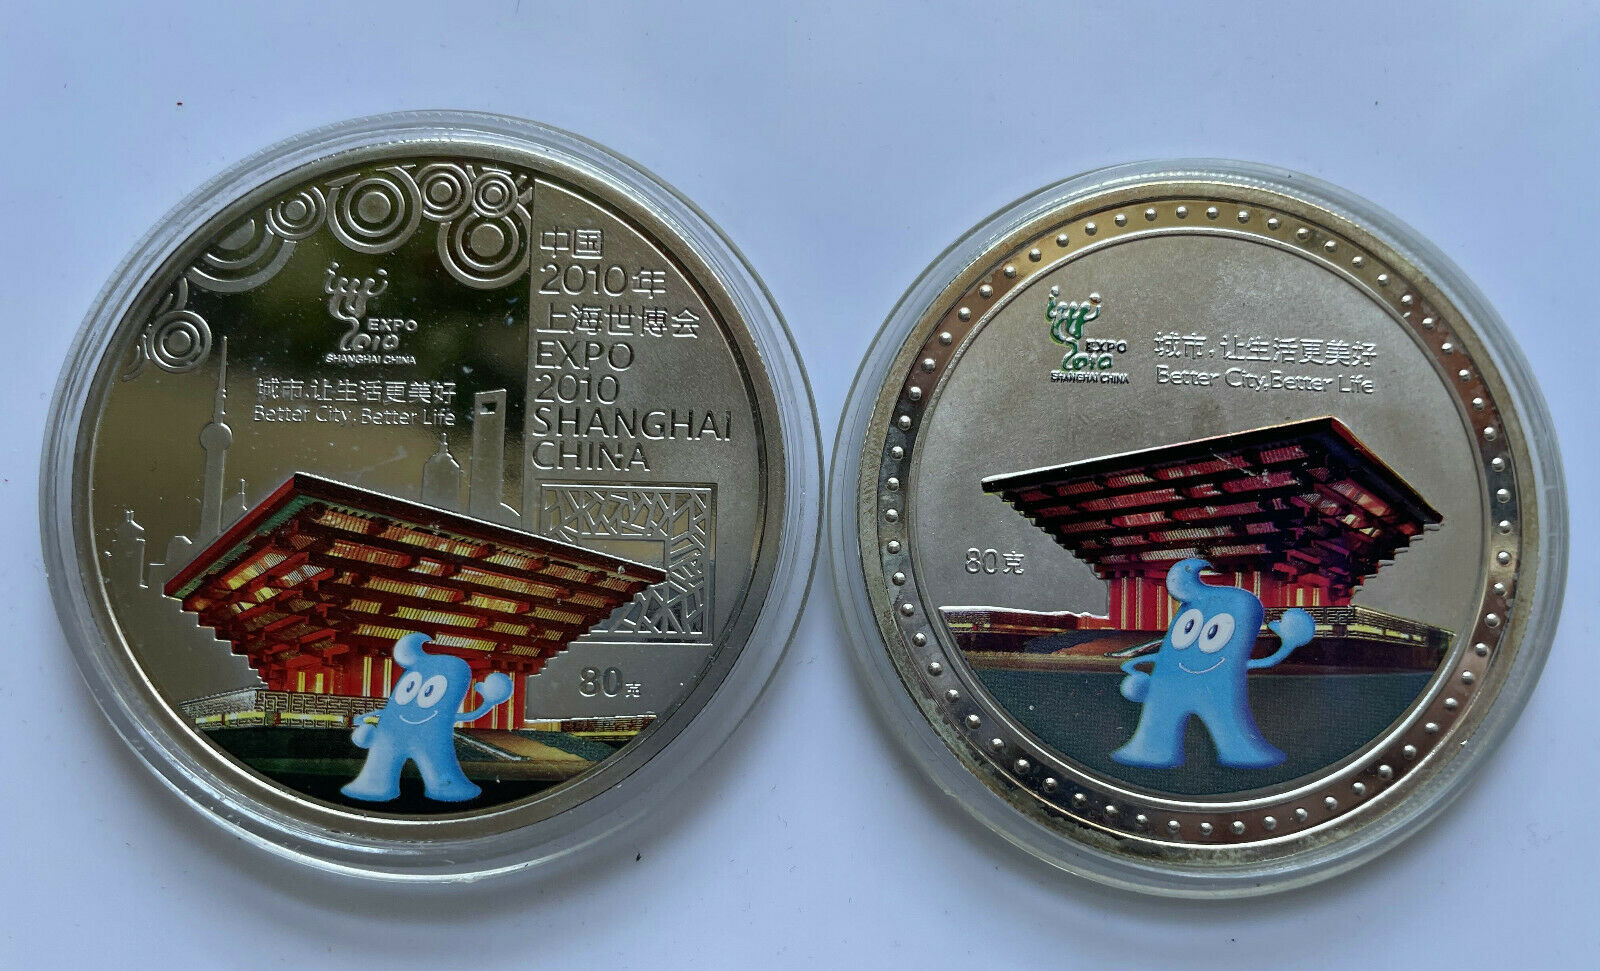 中国
2010年
上海世博会
EXPO
2010
SHANGHAI
CHINA
EXPO
2010
SHANGHAI CHINA
城市,让生活更美好
Better City, Better Life
80克
EXPO
2010
SHANGHAI CHINA
城市,让生活更美好
Better City, Better Life
80克